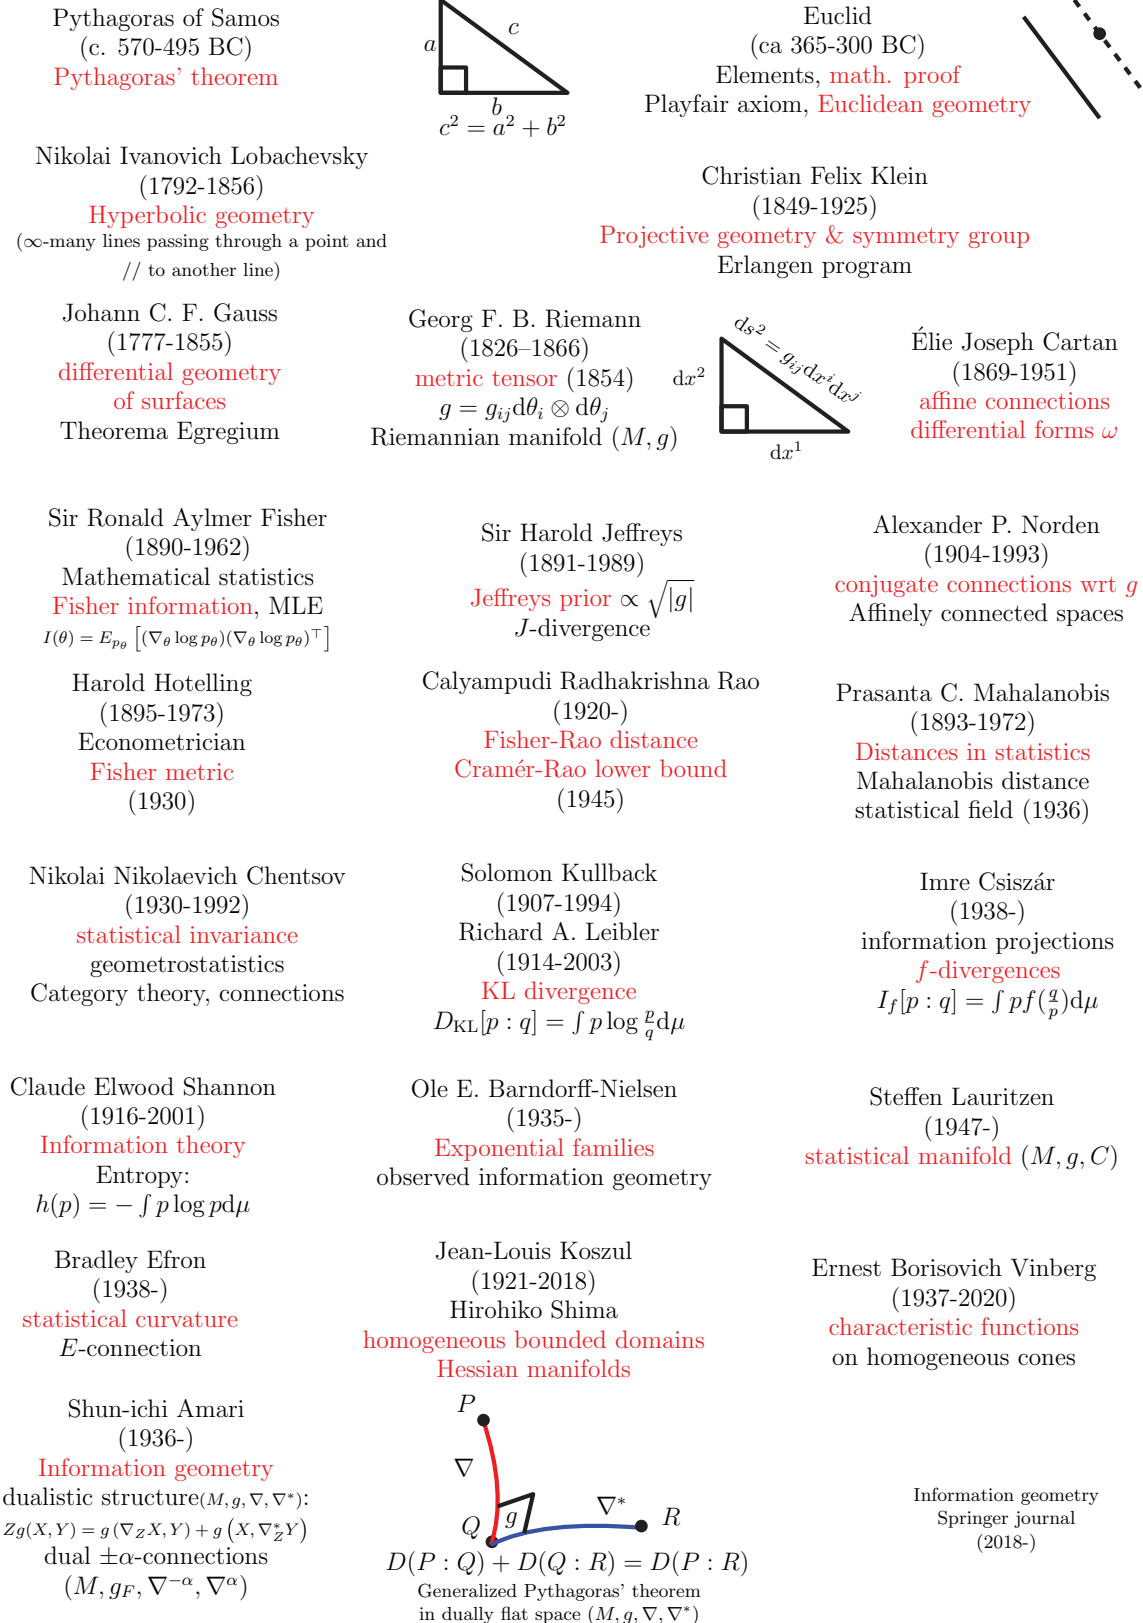 Pythagoras of Samos
(c. 570-495 BC)
Pythagoras' theorem
a
c
b
c² = a² + b²
Euclid
(ca 365-300 BC)
Elements, math. proof
Playfair axiom, Euclidean geometry
Nikolai Ivanovich Lobachevsky
(1792-1856)
Hyperbolic geometry
(∞-many lines passing through a point and
// to another line)
Christian Felix Klein
(1849-1925)
Projective geometry & symmetry group
Erlangen program
Johann C. F. Gauss
(1777-1855)
differential geometry
of surfaces
Theorema Egregium
Georg F. B. Riemann
(1826–1866)
metric tensor (1854)
g = g_{ij}dθ_i ⊗ dθ_j
Riemannian manifold (M, g)
dx²
ds² = g_{ij}dx^i dx^j
dx¹
Élie Joseph Cartan
(1869-1951)
affine connections
differential forms ω
Sir Ronald Aylmer Fisher
(1890-1962)
Mathematical statistics
Fisher information, MLE
I(θ) = E_{p_θ} [(∇_θ log p_θ)(∇_θ log p_θ)^⊤]
Sir Harold Jeffreys
(1891-1989)
Jeffreys prior ∝ √|g|
J-divergence
Alexander P. Norden
(1904-1993)
conjugate connections wrt g
Affinely connected spaces
Harold Hotelling
(1895-1973)
Econometrician
Fisher metric
(1930)
Calyampudi Radhakrishna Rao
(1920-)
Fisher-Rao distance
Cramér-Rao lower bound
(1945)
Prasanta C. Mahalanobis
(1893-1972)
Distances in statistics
Mahalanobis distance
statistical field (1936)
Nikolai Nikolaevich Chentsov
(1930-1992)
statistical invariance
geometrostatistics
Category theory, connections
Solomon Kullback
(1907-1994)
Richard A. Leibler
(1914-2003)
KL divergence
D_{KL}[p : q] = ∫ p log \frac{p}{q} dμ
Imre Csiszár
(1938-)
information projections
f-divergences
I_f[p : q] = ∫ pf(\frac{q}{p})dμ
Claude Elwood Shannon
(1916-2001)
Information theory
Entropy:
h(p) = − ∫ p log pdμ
Ole E. Barndorff-Nielsen
(1935-)
Exponential families
observed information geometry
Steffen Lauritzen
(1947-)
statistical manifold (M, g, C)
Bradley Efron
(1938-)
statistical curvature
E-connection
Jean-Louis Koszul
(1921-2018)
Hirohiko Shima
homogeneous bounded domains
Hessian manifolds
Ernest Borisovich Vinberg
(1937-2020)
characteristic functions
on homogeneous cones
Shun-ichi Amari
(1936-)
Information geometry
dualistic structure(M, g, ∇, ∇*):
Zg(X, Y) = g (∇_Z X, Y) + g (X, ∇*_Z Y)
dual ±α-connections
(M, g_F, ∇^{−α}, ∇^α)
P
∇
g
∇*
Q
R
D(P : Q) + D(Q : R) = D(P : R)
Generalized Pythagoras' theorem
in dually flat space (M, g, ∇, ∇*)
Information geometry
Springer journal
(2018-)